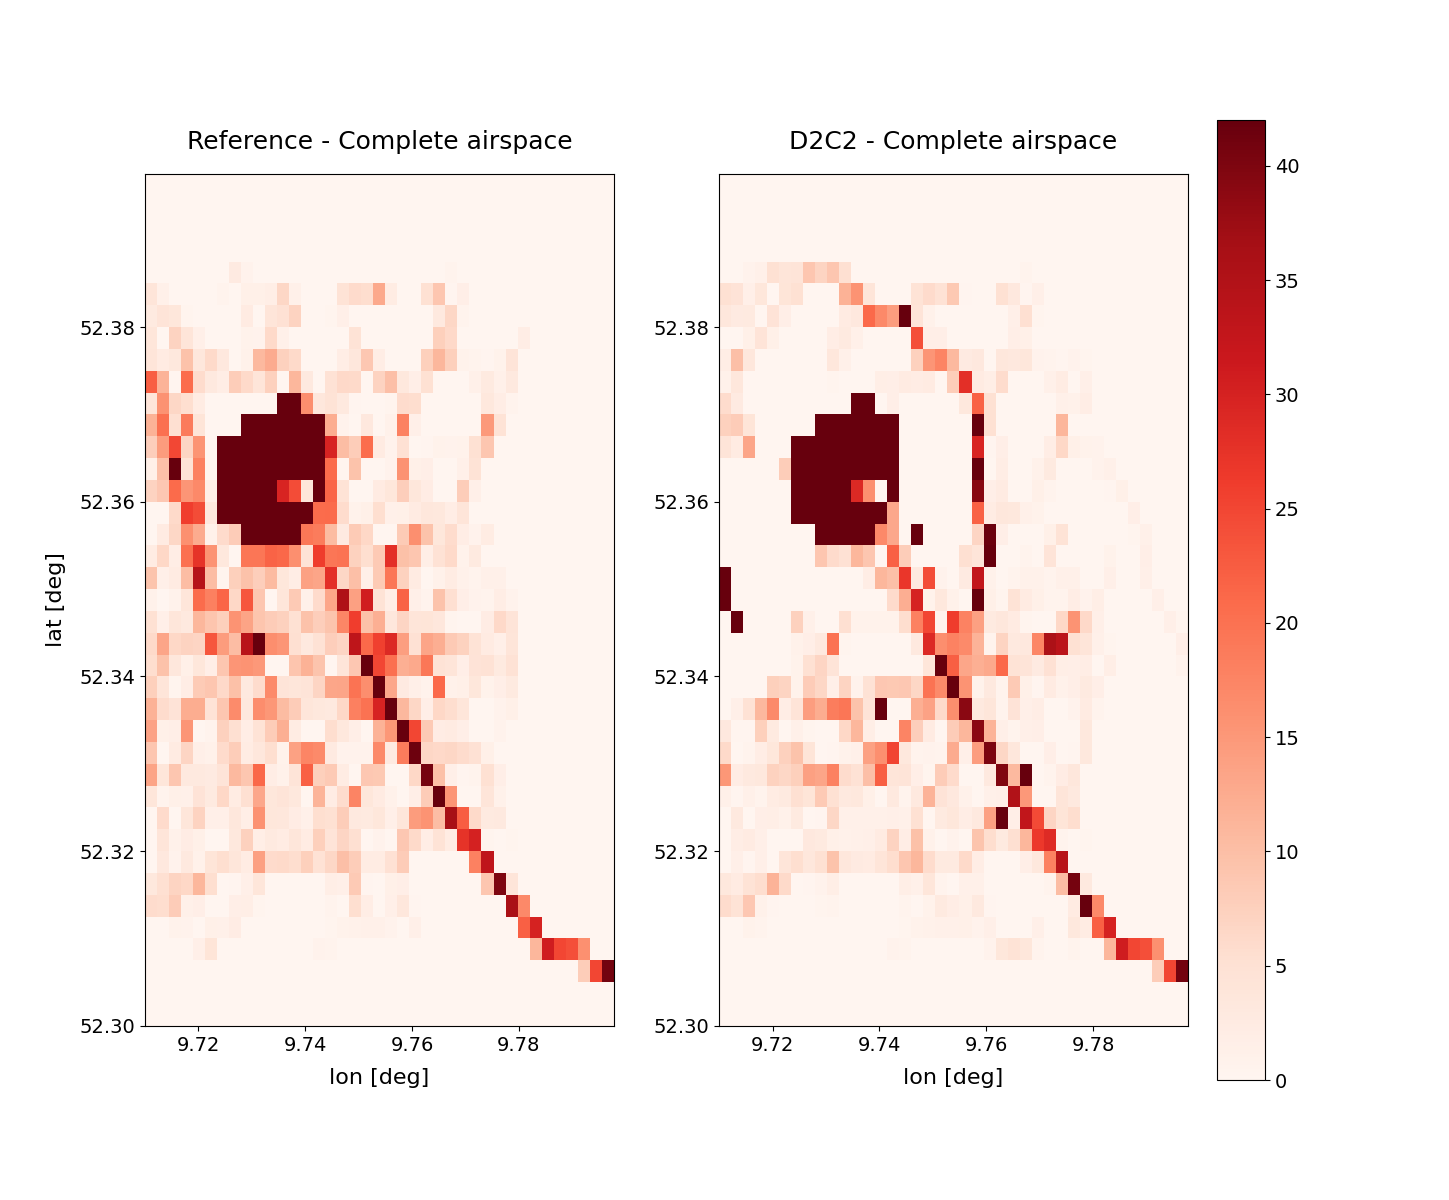 Reference - Complete airspace
D2C2 - Complete airspace
lat [deg]
52.38
52.36
52.34
52.32
52.30
9.72 9.74 9.76 9.78
lon [deg]
52.38
52.36
52.34
52.32
52.30
9.72 9.74 9.76 9.78
lon [deg]
40
35
30
25
20
15
10
5
0